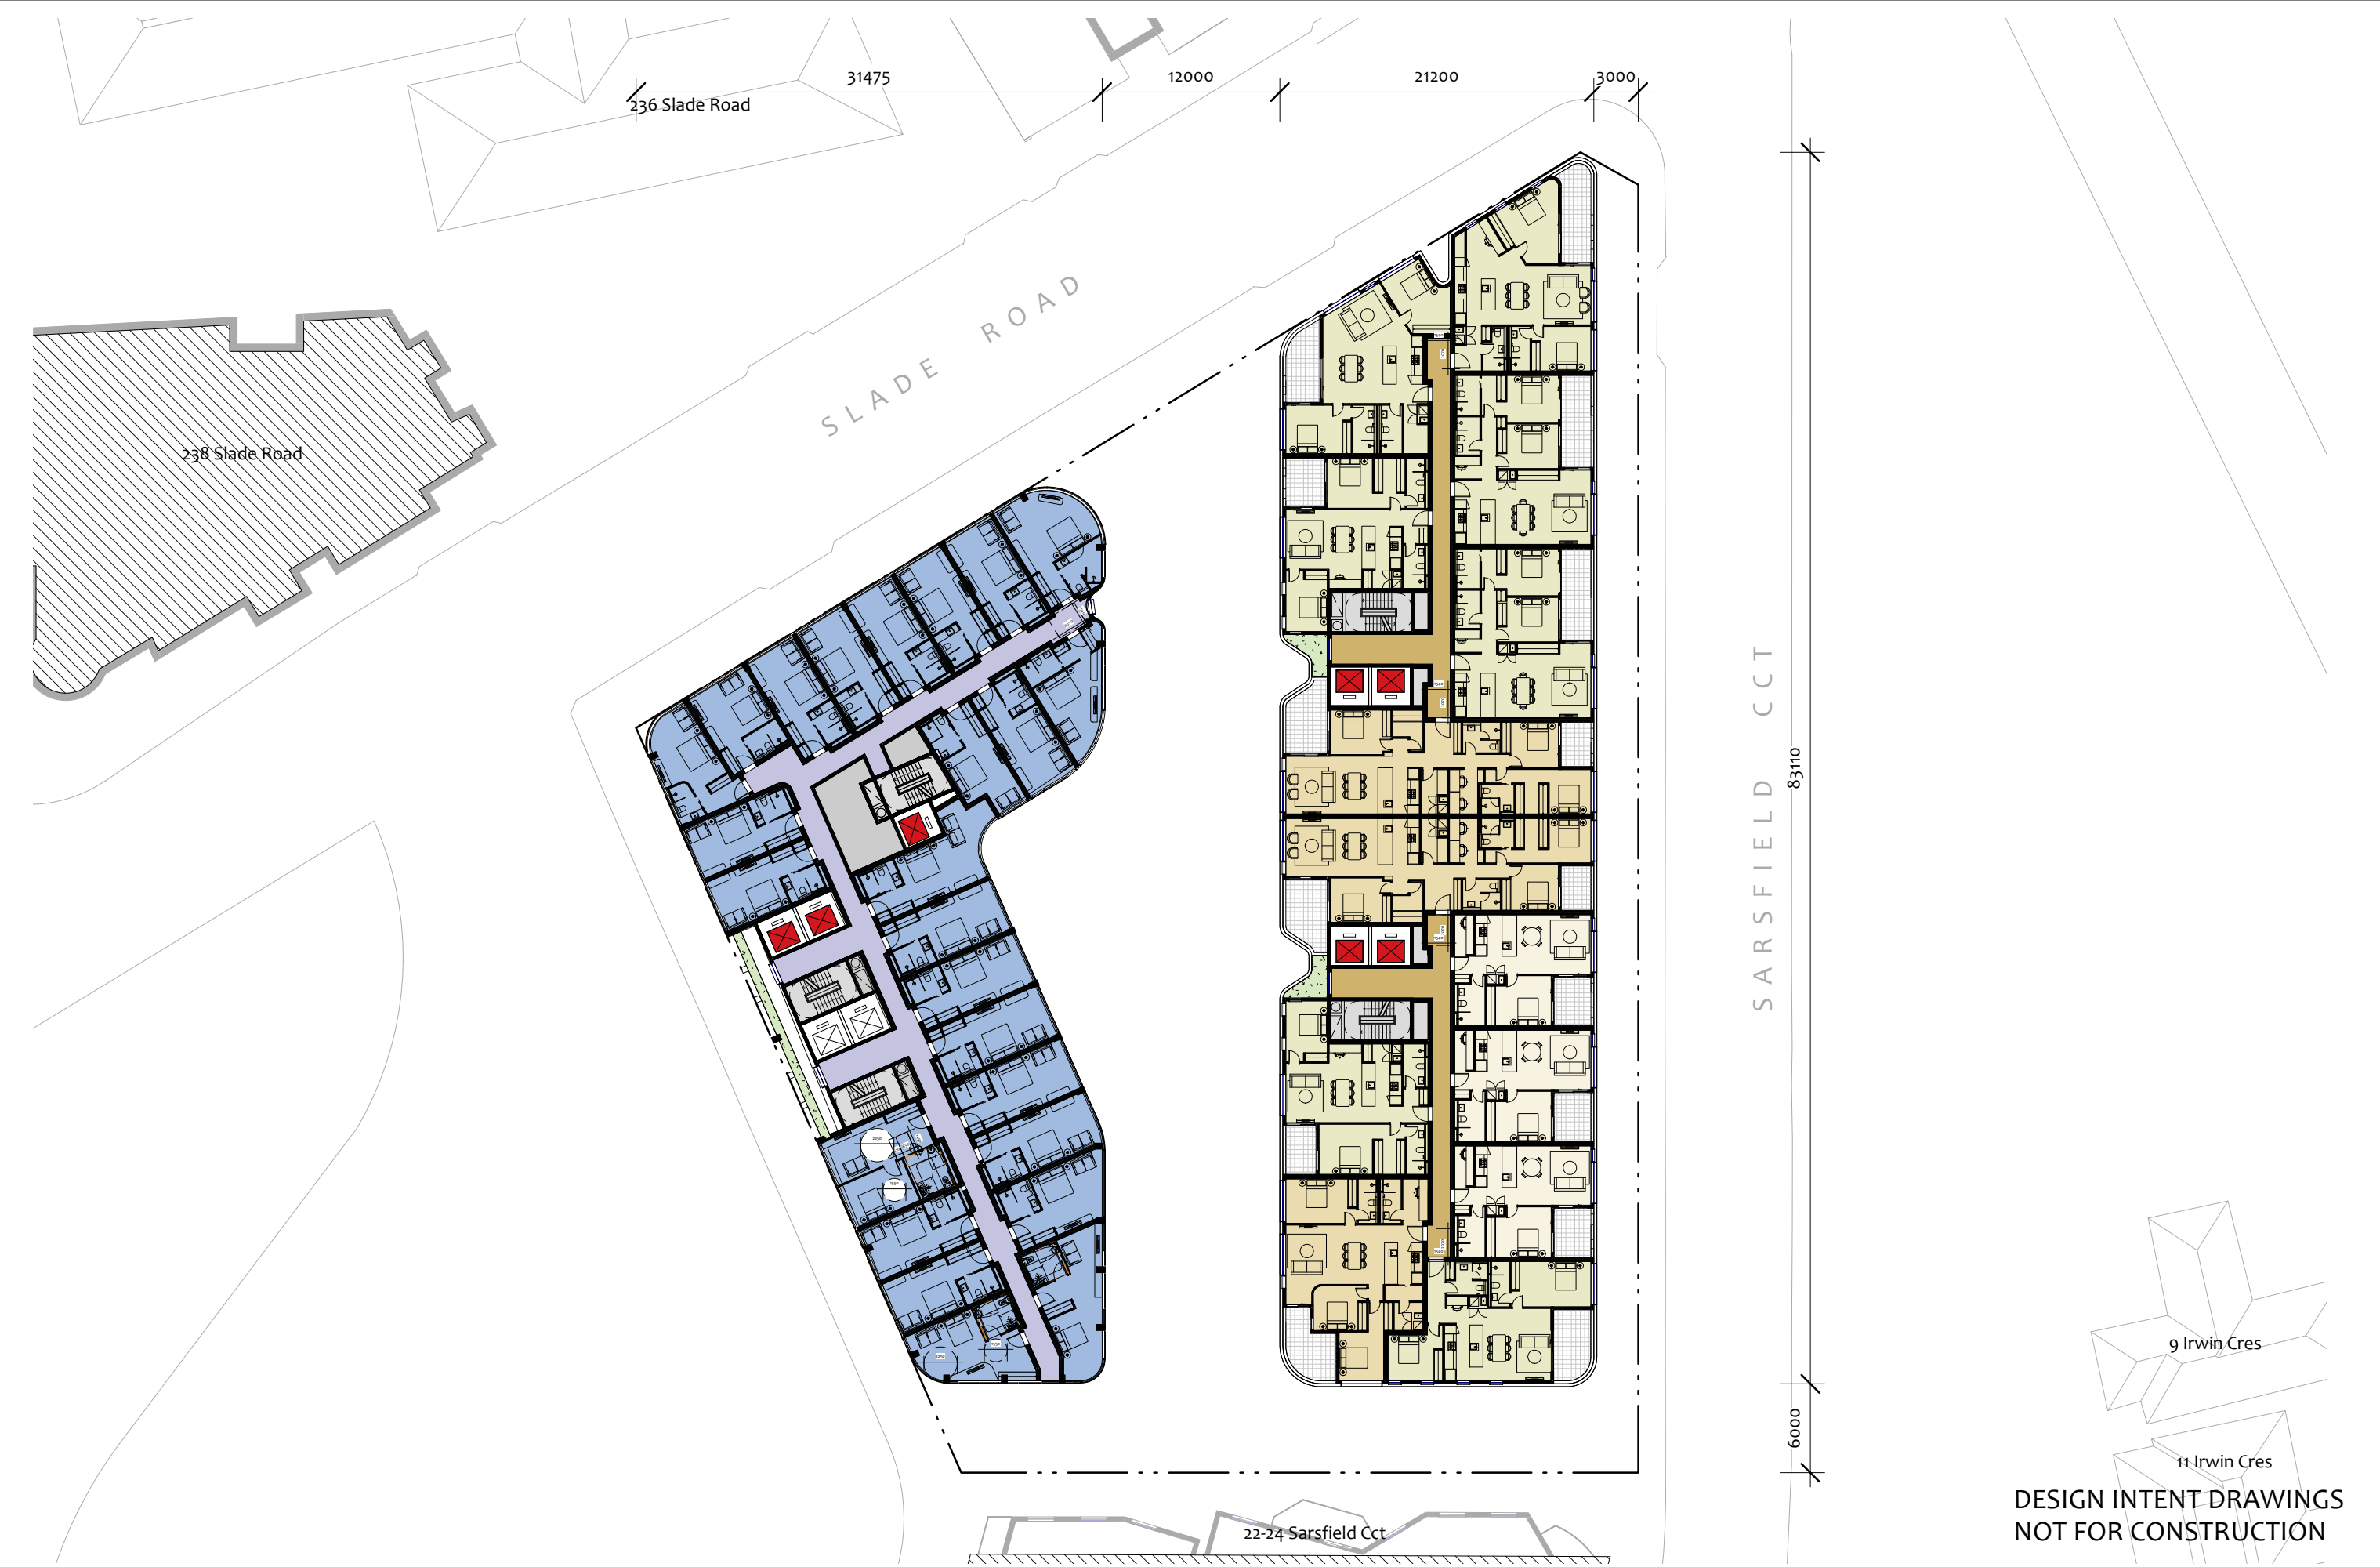 31475
12000
21200
3000
236 Slade Road
SLADE ROAD
238 Slade Road
SARSFIELD CCT
83110
6000
9 Irwin Cres
11 Irwin Cres
22-24 Sarsfield Cct
DESIGN INTENT DRAWINGS
NOT FOR CONSTRUCTION